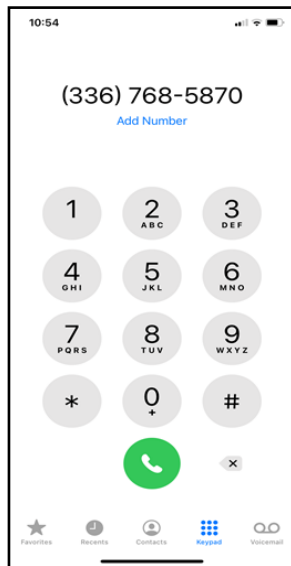 10:54
(336) 768-5870
Add Number
1 2 3
ABC DEF
4 5 6
GHI JKL MNO
7 8 9
PQRS TUV WXYZ
* 0 #
+
Favorites Recents Contacts Keypad Voicemail